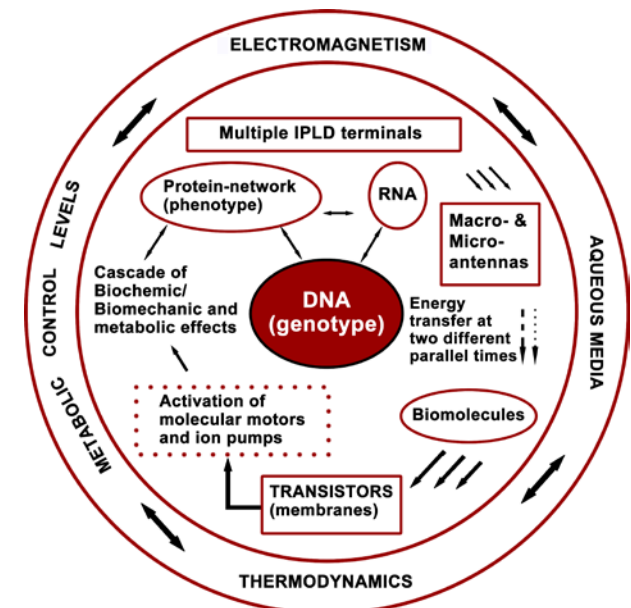 ELECTROMAGNETISM
Multiple IPLD terminals
Protein-network
(phenotype)
RNA
Macro- &
Micro-
antennas
Cascade of
Biochemic/
Biomechanic and
metabolic effects
DNA
(genotype)
Energy
transfer at
two different
parallel times
Activation of
molecular motors
and ion pumps
Biomolecules
TRANSISTORS
(membranes)
METABOLIC CONTROL LEVELS
AQUEOUS MEDIA
THERMODYNAMICS